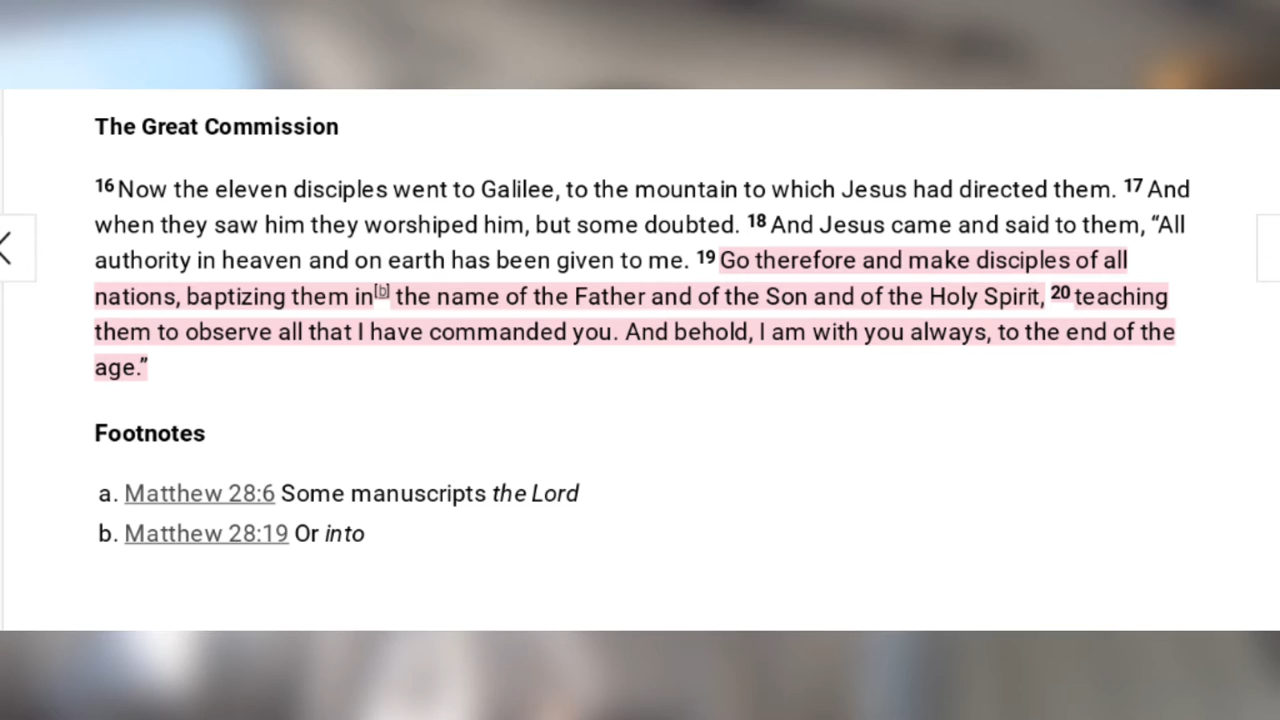 The Great Commission
16 Now the eleven disciples went to Galilee, to the mountain to which Jesus had directed them. 17 And
when they saw him they worshiped him, but some doubted. 18 And Jesus came and said to them, “All
authority in heaven and on earth has been given to me. 19 Go therefore and make disciples of all
nations, baptizing them in[b] the name of the Father and of the Son and of the Holy Spirit, 20 teaching
them to observe all that I have commanded you. And behold, I am with you always, to the end of the
age.”
Footnotes
a. Matthew 28:6 Some manuscripts the Lord
b. Matthew 28:19 Or into